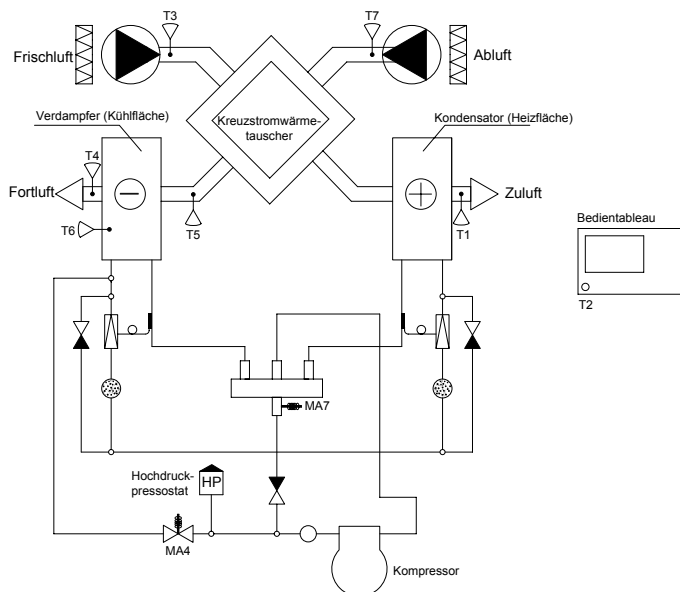 T3
T7
Frischluft
Abluft
Verdampfer (Kühlfläche)
Kreuzstromwärme-
tauscher
Kondensator (Heizfläche)
T4
Fortluft
T5
T6
Zuluft
T1
Bedientableau
T2
MA7
Hochdruck-
pressostat
HP
MA4
Kompressor